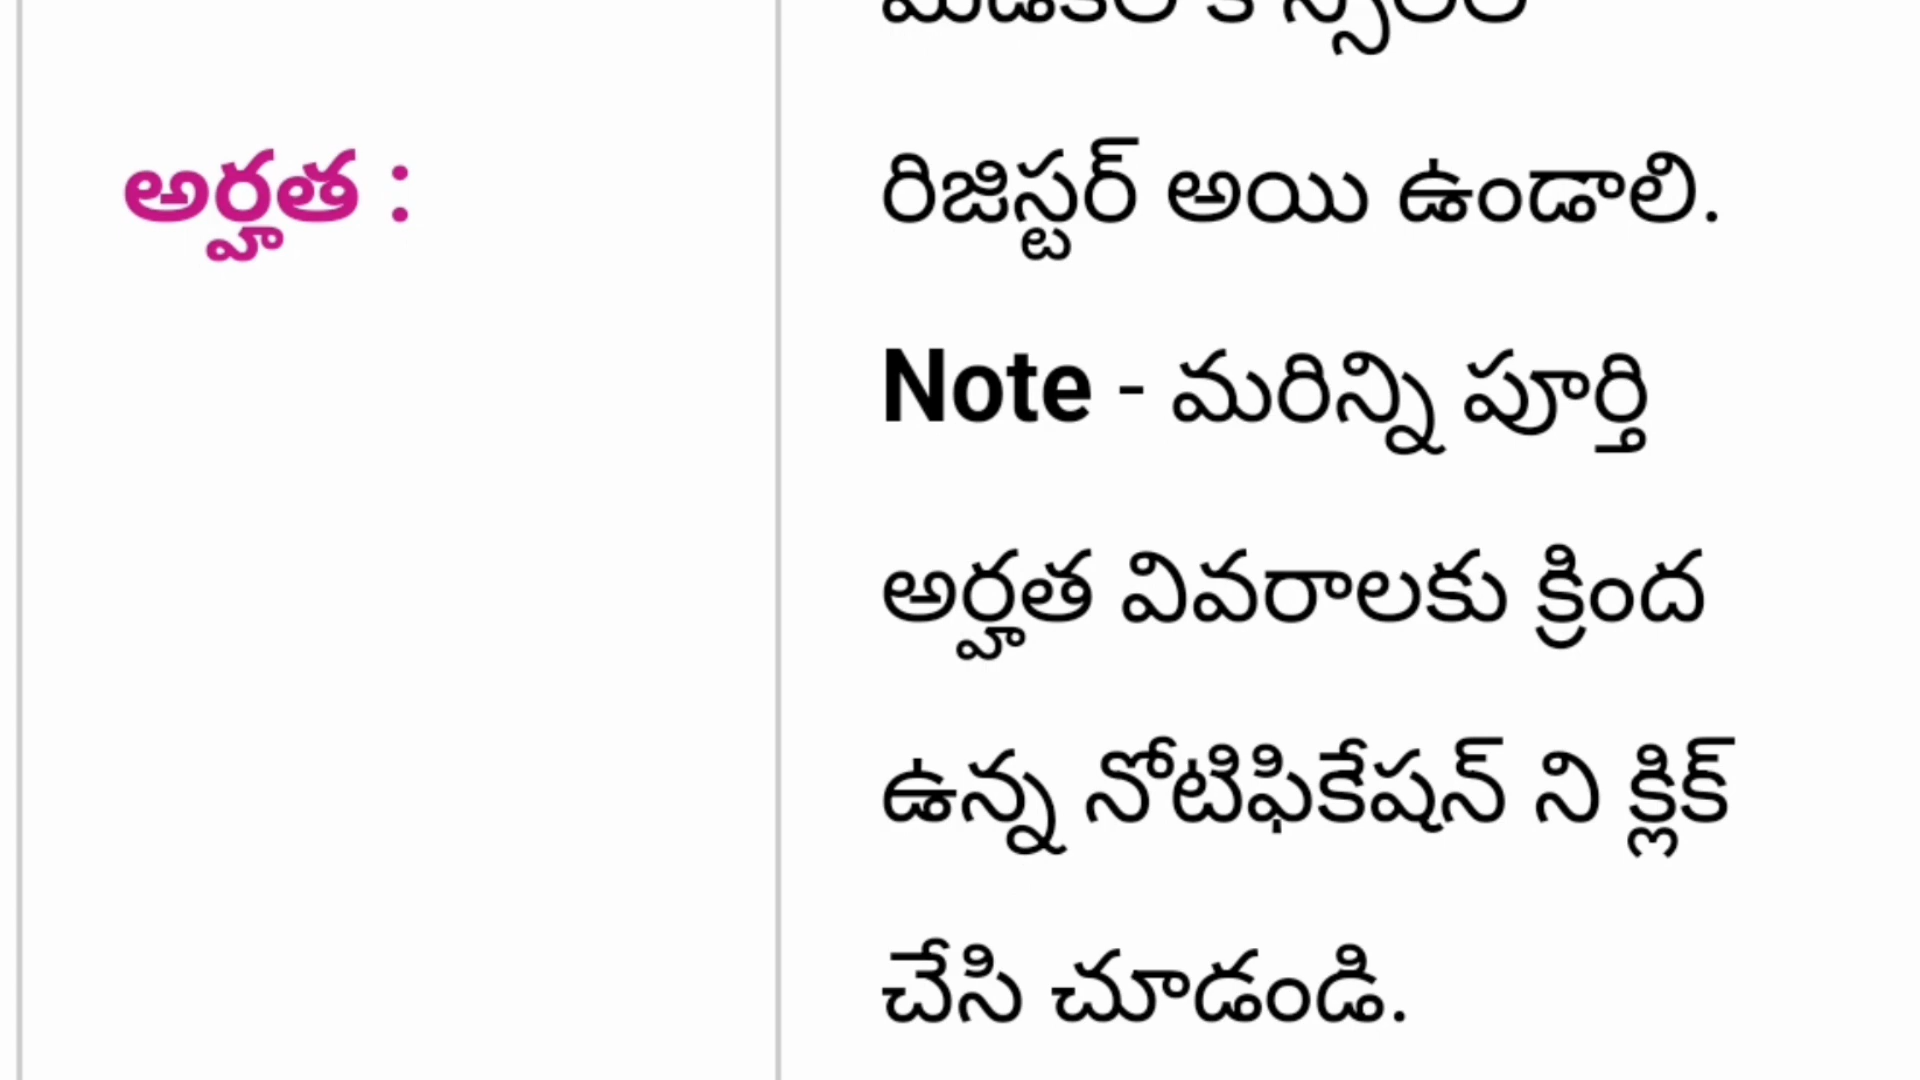 అర్హత :
రిజిస్టర్ అయి ఉండాలి.
Note - మరిన్ని పూర్తి
అర్హత వివరాలకు క్రింద
ఉన్న నోటిఫికేషన్ ని క్లిక్
చేసి చూడండి.